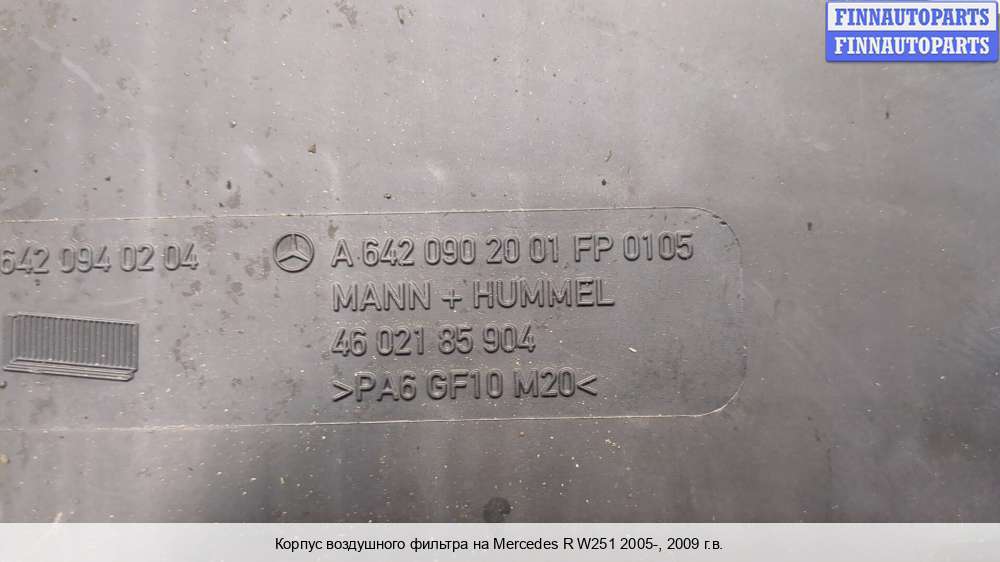 FINNAUTOPARTS
FINNAUTOPARTS
642 094 02 04
A 642 090 20 01 FP 0105
MANN + HUMMEL
46 021 85 904
>PA6 GF10 M20<
Корпус воздушного фильтра на Mercedes R W251 2005-, 2009 г.в.